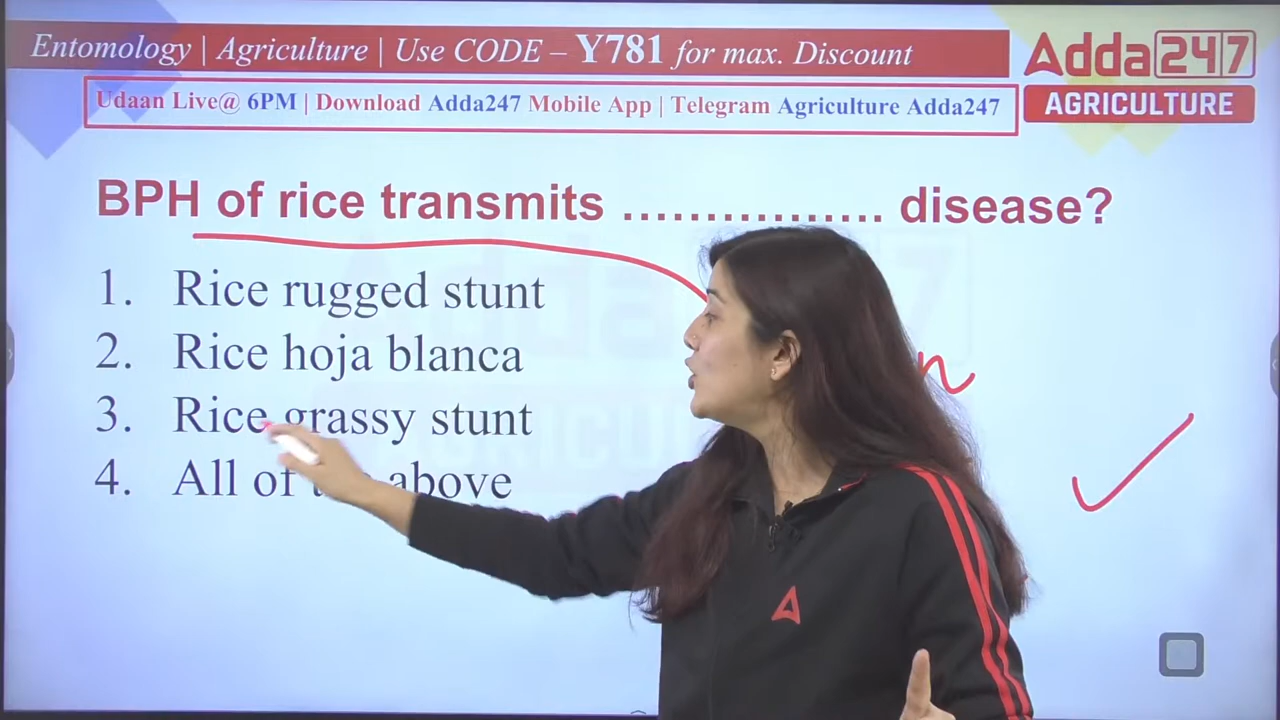 Entomology | Agriculture | Use CODE – Y781 for max. Discount
Adda247
AGRICULTURE
Udaan Live@ 6PM | Download Adda247 Mobile App | Telegram Agriculture Adda247
BPH of rice transmits ................ disease?
1. Rice rugged stunt
2. Rice hoja blanca
3. Rice grassy stunt
4. All of above